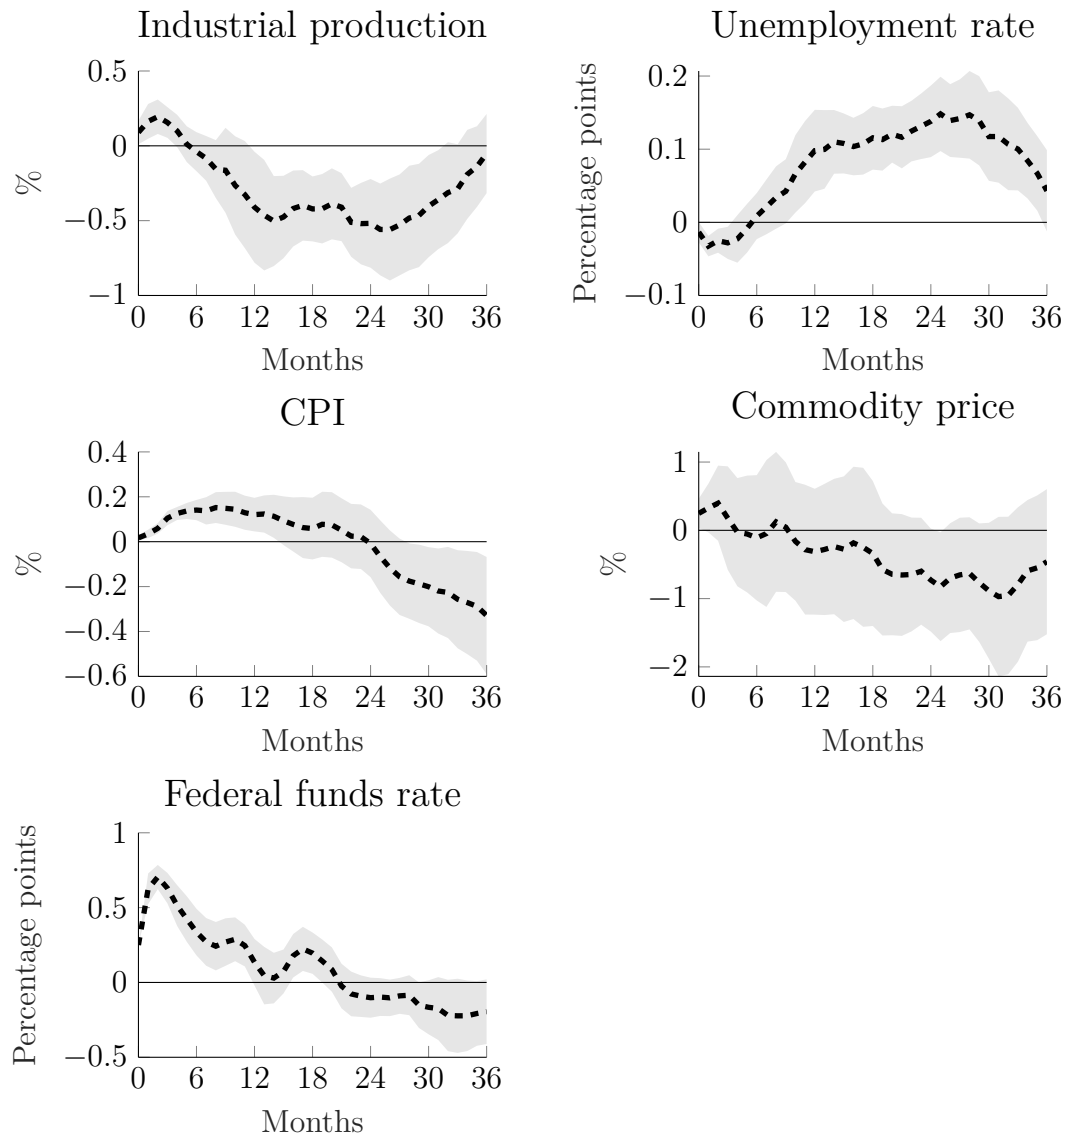 Industrial production
0.5
0
−0.5
−1
%
0 6 12 18 24 30 36
Months
Unemployment rate
0.2
0.1
0
−0.1
Percentage points
0 6 12 18 24 30 36
Months
CPI
0.4
0.2
0
−0.2
−0.4
−0.6
%
0 6 12 18 24 30 36
Months
Commodity price
1
0
−1
−2
%
0 6 12 18 24 30 36
Months
Federal funds rate
1
0.5
0
−0.5
Percentage points
0 6 12 18 24 30 36
Months